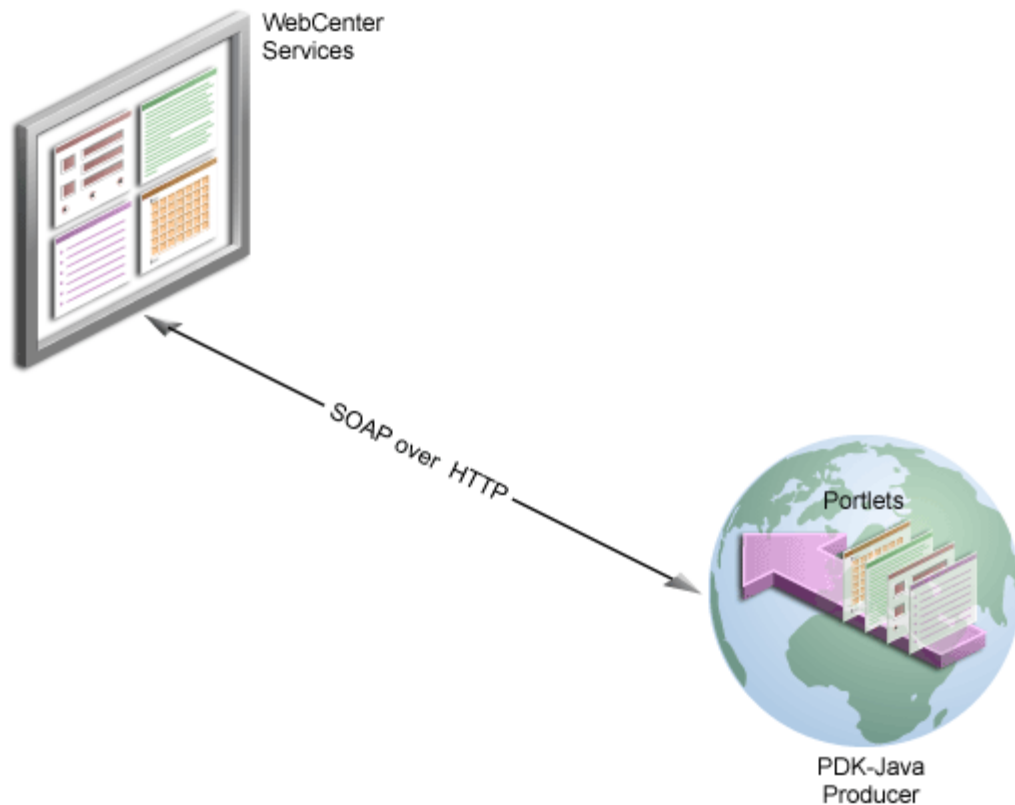 WebCenter
Services
SOAP over HTTP
Portlets
PDK-Java
Producer